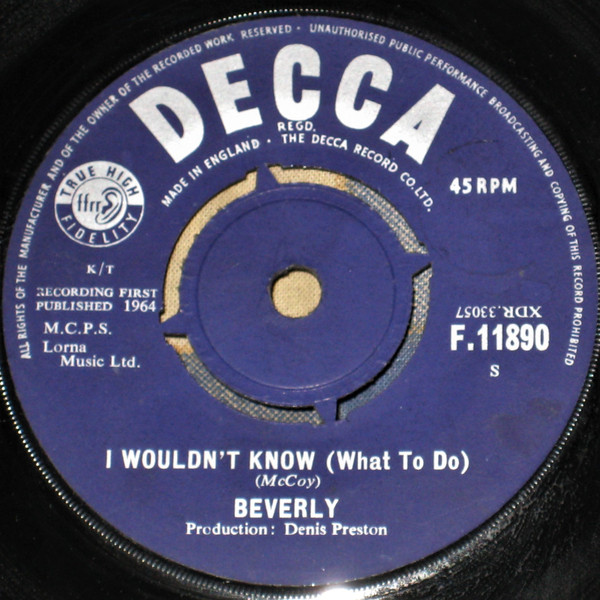 ALL RIGHTS OF THE MANUFACTURER AND OF THE OWNER OF THE RECORDED WORK RESERVED · UNAUTHORISED PUBLIC PERFORMANCE BROADCASTING AND COPYING OF THIS RECORD PROHIBITED
DECCA
REGD.
MADE IN ENGLAND · THE DECCA RECORD CO. LTD.
TRUE HIGH
ffrr
FIDELITY
45 RPM
K/T
RECORDING FIRST
PUBLISHED 1964
M.C.P.S.
Lorna
Music Ltd.
XDR.33057
F.11890
S
I WOULDN'T KNOW (What To Do)
(McCoy)
BEVERLY
Production: Denis Preston